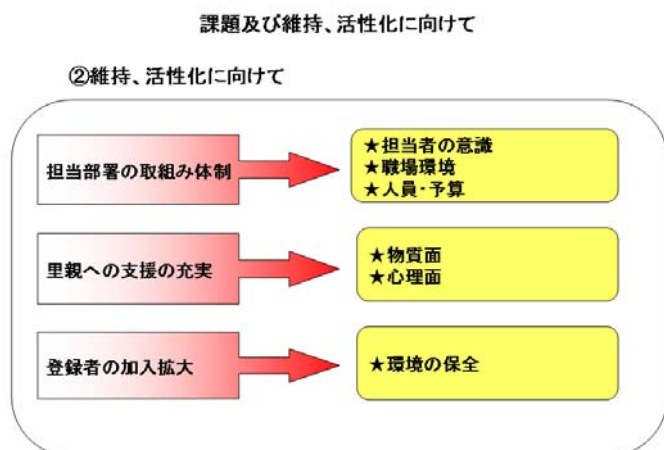 課題及び維持、活性化に向けて
②維持、活性化に向けて
担当部署の取組み体制
★担当者の意識
★職場環境
★人員・予算
里親への支援の充実
★物質面
★心理面
登録者の加入拡大
★環境の保全